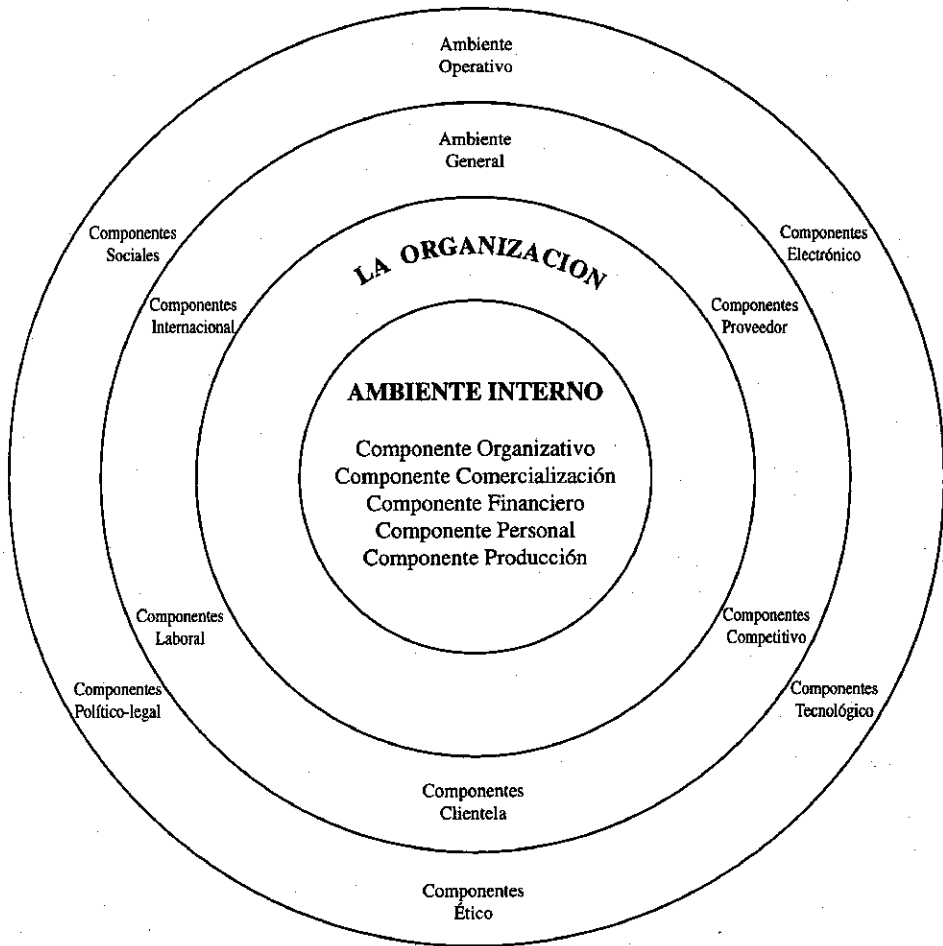 Ambiente
Operativo
Ambiente
General
LA ORGANIZACION
Componentes
Sociales
Componentes
Electrónico
Componentes
Internacional
Componentes
Proveedor
AMBIENTE INTERNO
Componente Organizativo
Componente Comercialización
Componente Financiero
Componente Personal
Componente Producción
Componentes
Laboral
Componentes
Competitivo
Componentes
Político-legal
Componentes
Tecnológico
Componentes
Clientela
Componentes
Ético